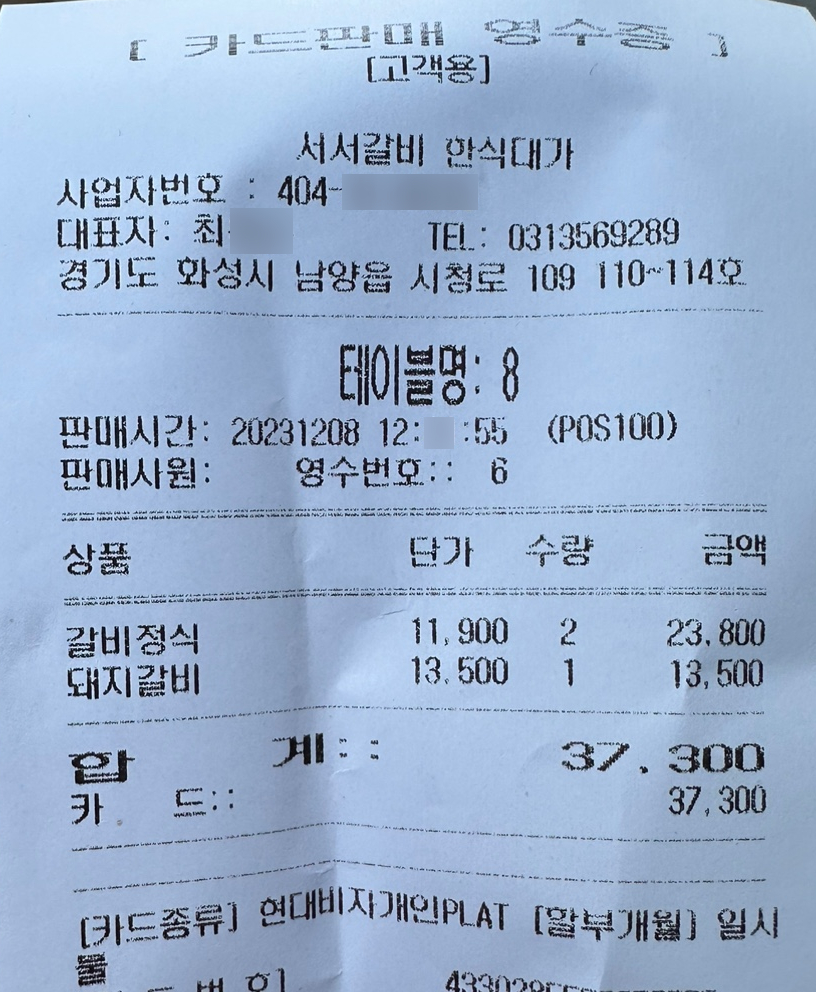 [ 카드판매 영수증 ]
[고객용]
서서갈비 한식대가
사업자번호 : 404-
대표자: 최 TEL: 0313569289
경기도 화성시 남양읍 시청로 109 110~114호
테이블명: 8
판매시간: 20231208 12: :55 (POS100)
판매사원: 영수번호:: 6
상품 단가 수량 금액
갈비정식 11,900 2 23,800
돼지갈비 13,500 1 13,500
합 계:: 37,300
카 드:: 37,300
[카드종류] 현대비자개인PLAT [할부개월] 일시
불